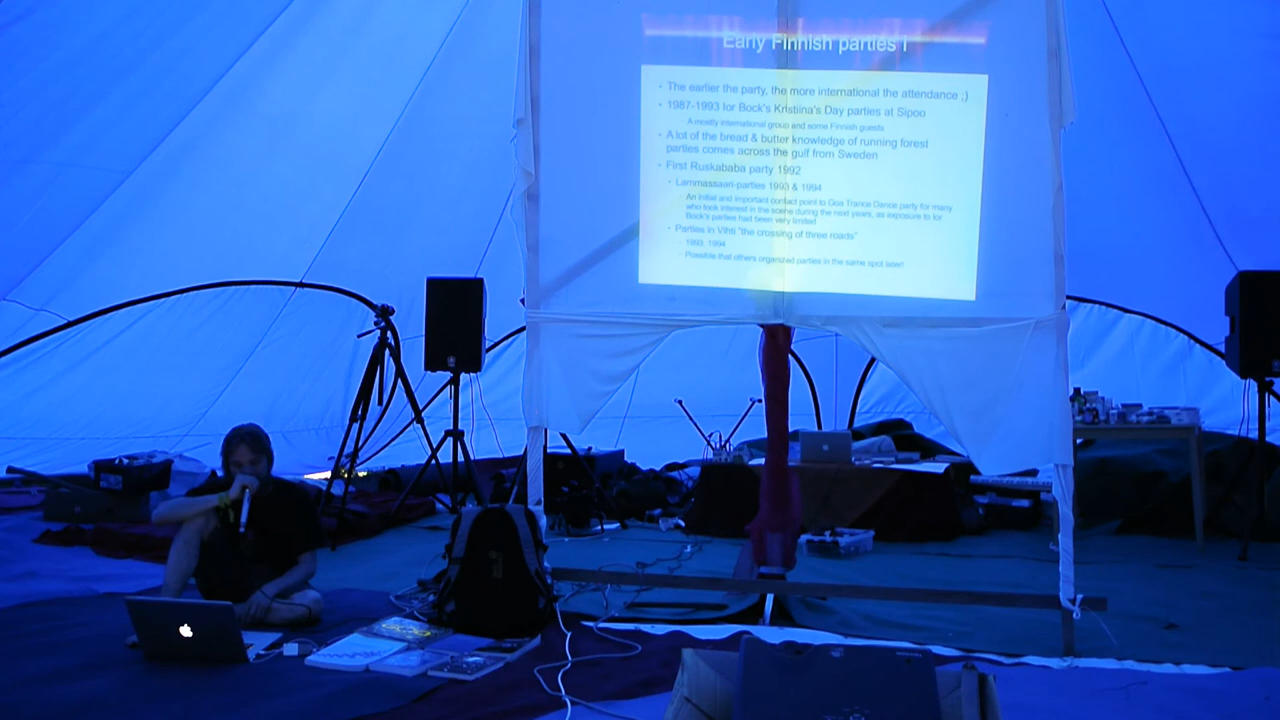 Early Finnish parties I
• The earlier the party, the more international the attendance ;)
• 1987-1993 Ior Bock's Kristiina's Day parties at Sipoo
– A mostly international group and some Finnish guests
• A lot of the bread & butter knowledge of running forest
parties comes across the gulf from Sweden
• First Ruskababa party 1992
• Lammassaari-parties 1993 & 1994
– An initial and important contact point to Goa Trance Dance party for many
who took interest in the scene during the next years, as exposure to Ior
Bock's parties had been very limited
• Parties in Vihti "the crossing of three roads"
– 1993, 1994
– Possible that others organized parties in the same spot later!